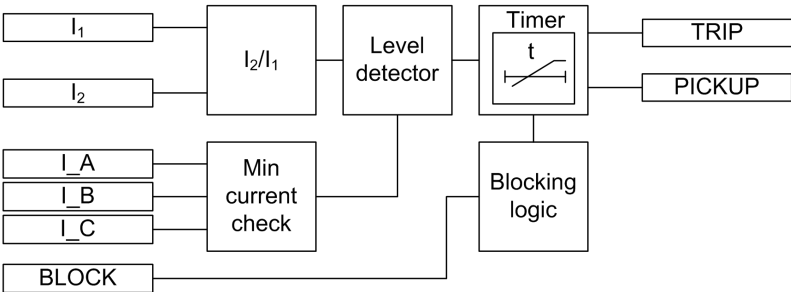 I₁
I₂
I₂/I₁
Level
detector
Timer
t
TRIP
PICKUP
I_A
I_B
I_C
Min
current
check
Blocking
logic
BLOCK